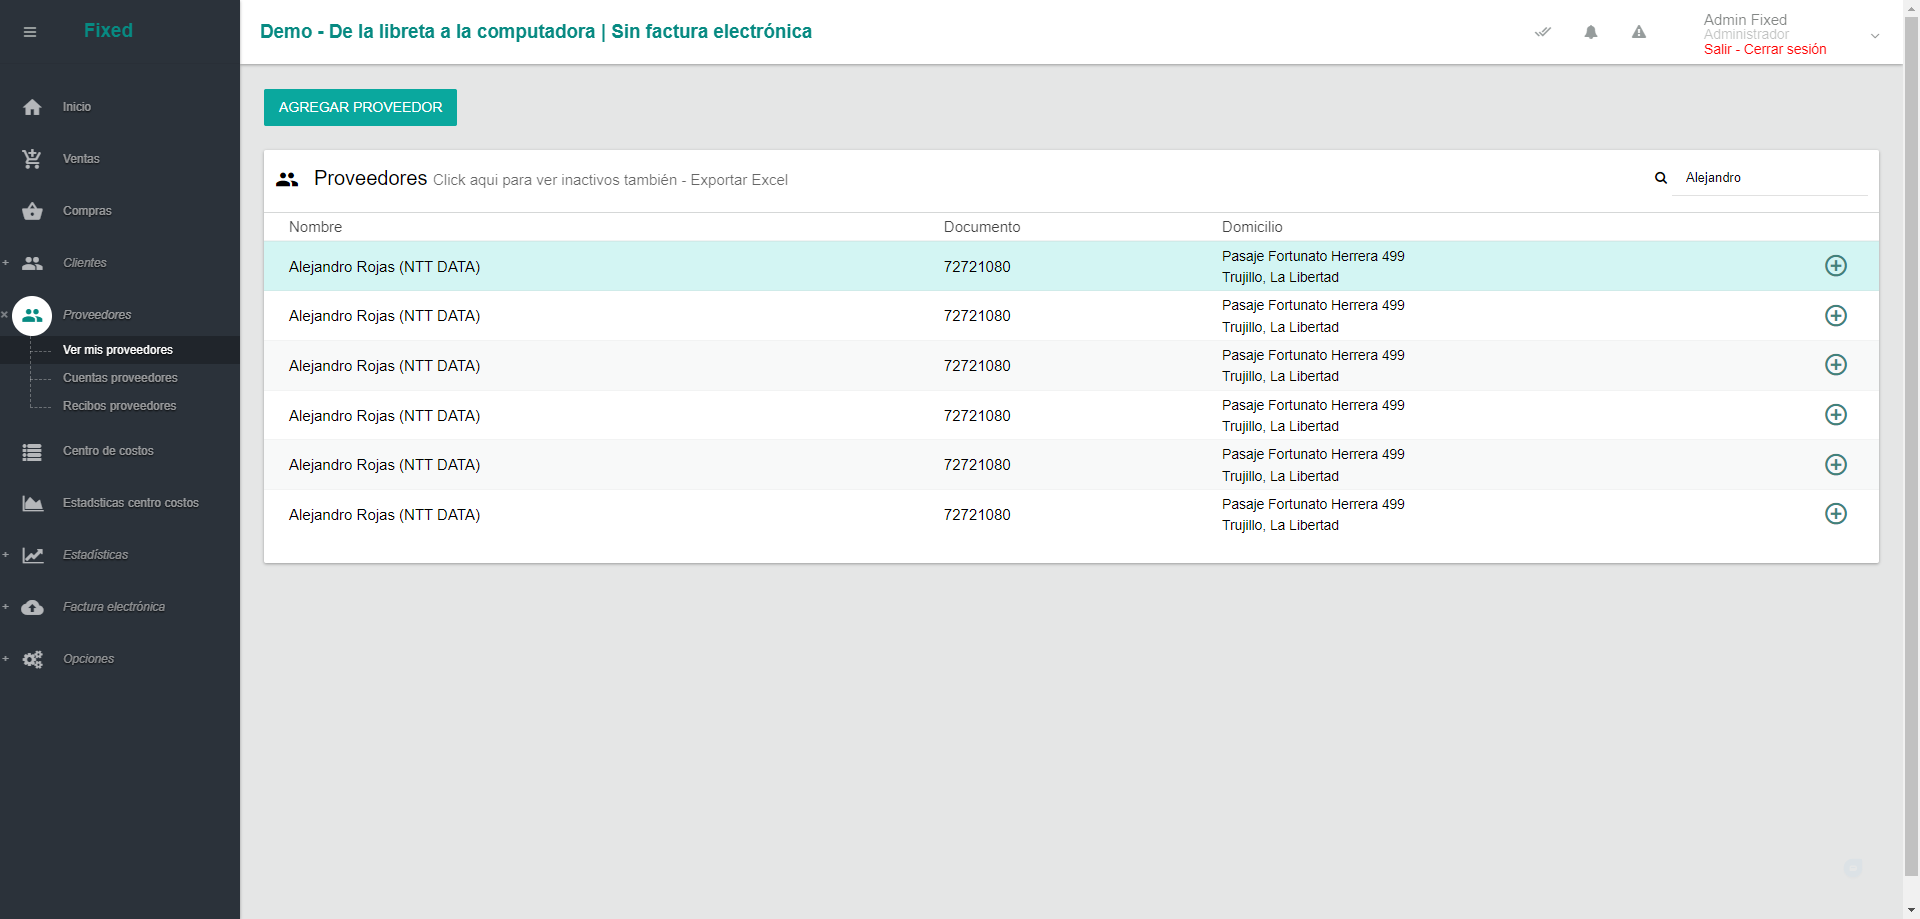 Fixed
Demo - De la libreta a la computadora | Sin factura electrónica
Admin Fixed
Administrador
Salir - Cerrar sesión
Inicio
Ventas
Compras
+ Clientes
× Proveedores
Ver mis proveedores
Cuentas proveedores
Recibos proveedores
Centro de costos
Estadsticas centro costos
+ Estadísticas
+ Factura electrónica
+ Opciones
AGREGAR PROVEEDOR
Proveedores Click aqui para ver inactivos también - Exportar Excel
Alejandro
Nombre Documento Domicilio
Alejandro Rojas (NTT DATA) 72721080 Pasaje Fortunato Herrera 499
Trujillo, La Libertad
Alejandro Rojas (NTT DATA) 72721080 Pasaje Fortunato Herrera 499
Trujillo, La Libertad
Alejandro Rojas (NTT DATA) 72721080 Pasaje Fortunato Herrera 499
Trujillo, La Libertad
Alejandro Rojas (NTT DATA) 72721080 Pasaje Fortunato Herrera 499
Trujillo, La Libertad
Alejandro Rojas (NTT DATA) 72721080 Pasaje Fortunato Herrera 499
Trujillo, La Libertad
Alejandro Rojas (NTT DATA) 72721080 Pasaje Fortunato Herrera 499
Trujillo, La Libertad